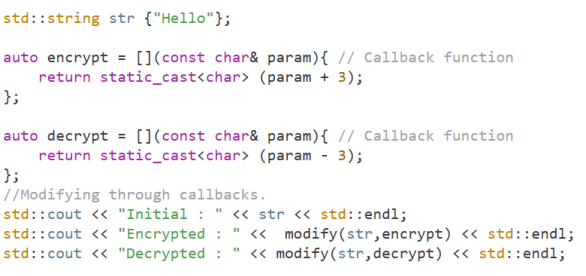 std::string str {"Hello"};
auto encrypt = [](const char& param){ // Callback function
return static_cast<char> (param + 3);
};
auto decrypt = [](const char& param){ // Callback function
return static_cast<char> (param - 3);
};
//Modifying through callbacks.
std::cout << "Initial : " << str << std::endl;
std::cout << "Encrypted : " <<  modify(str,encrypt) << std::endl;
std::cout << "Decrypted : " << modify(str,decrypt) << std::endl;